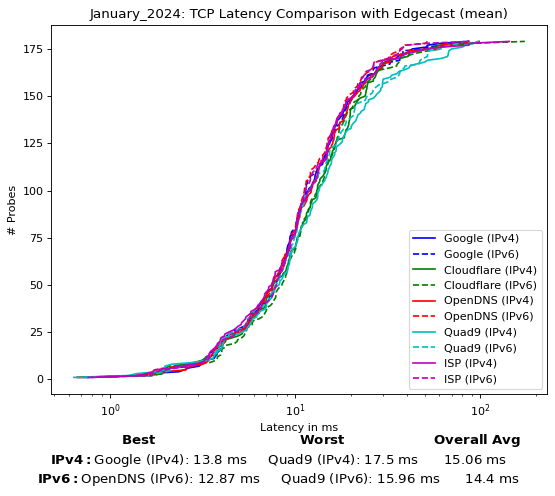 January_2024: TCP Latency Comparison with Edgecast (mean)
# Probes
175
150
125
100
75
50
25
0
Google (IPv4)
Google (IPv6)
Cloudflare (IPv4)
Cloudflare (IPv6)
OpenDNS (IPv4)
OpenDNS (IPv6)
Quad9 (IPv4)
Quad9 (IPv6)
ISP (IPv4)
ISP (IPv6)
10⁰ 10¹ 10²
Latency in ms
Best Worst Overall Avg
IPv4: Google (IPv4): 13.8 ms Quad9 (IPv4): 17.5 ms 15.06 ms
IPv6: OpenDNS (IPv6): 12.87 ms Quad9 (IPv6): 15.96 ms 14.4 ms